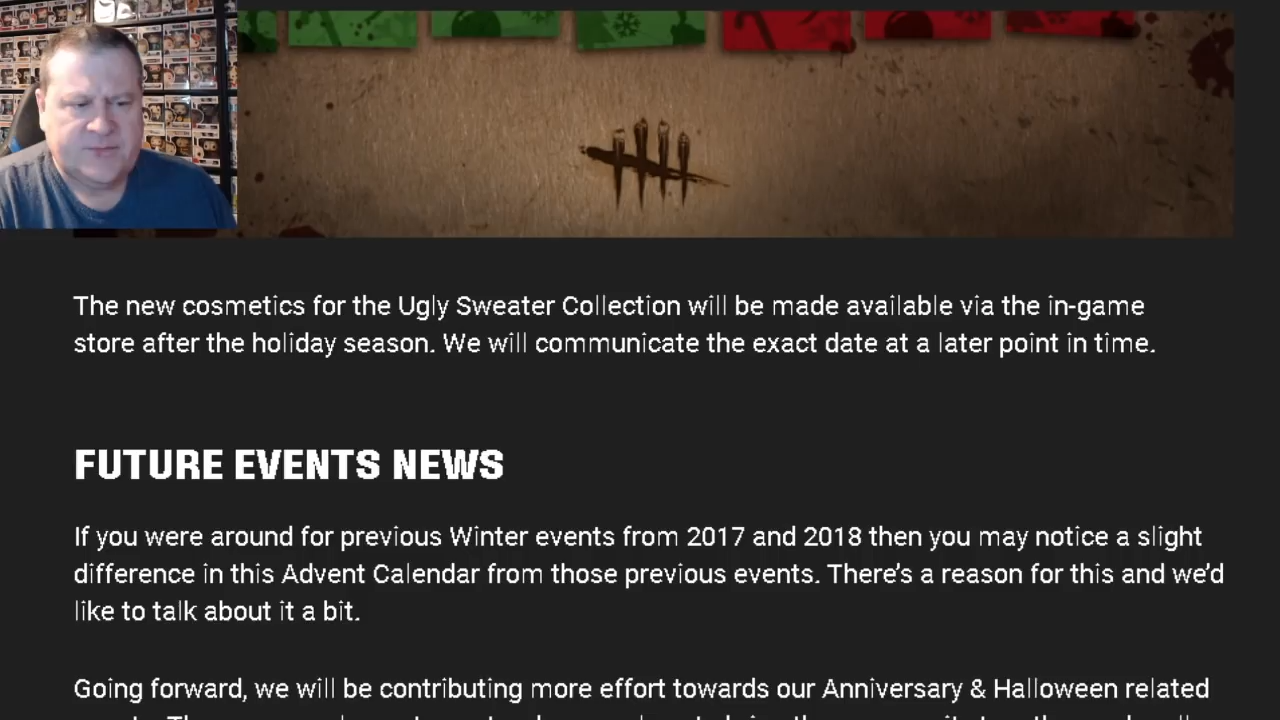 The new cosmetics for the Ugly Sweater Collection will be made available via the in-game
store after the holiday season. We will communicate the exact date at a later point in time.
FUTURE EVENTS NEWS
If you were around for previous Winter events from 2017 and 2018 then you may notice a slight
difference in this Advent Calendar from those previous events. There's a reason for this and we'd
like to talk about it a bit.
Going forward, we will be contributing more effort towards our Anniversary & Halloween related